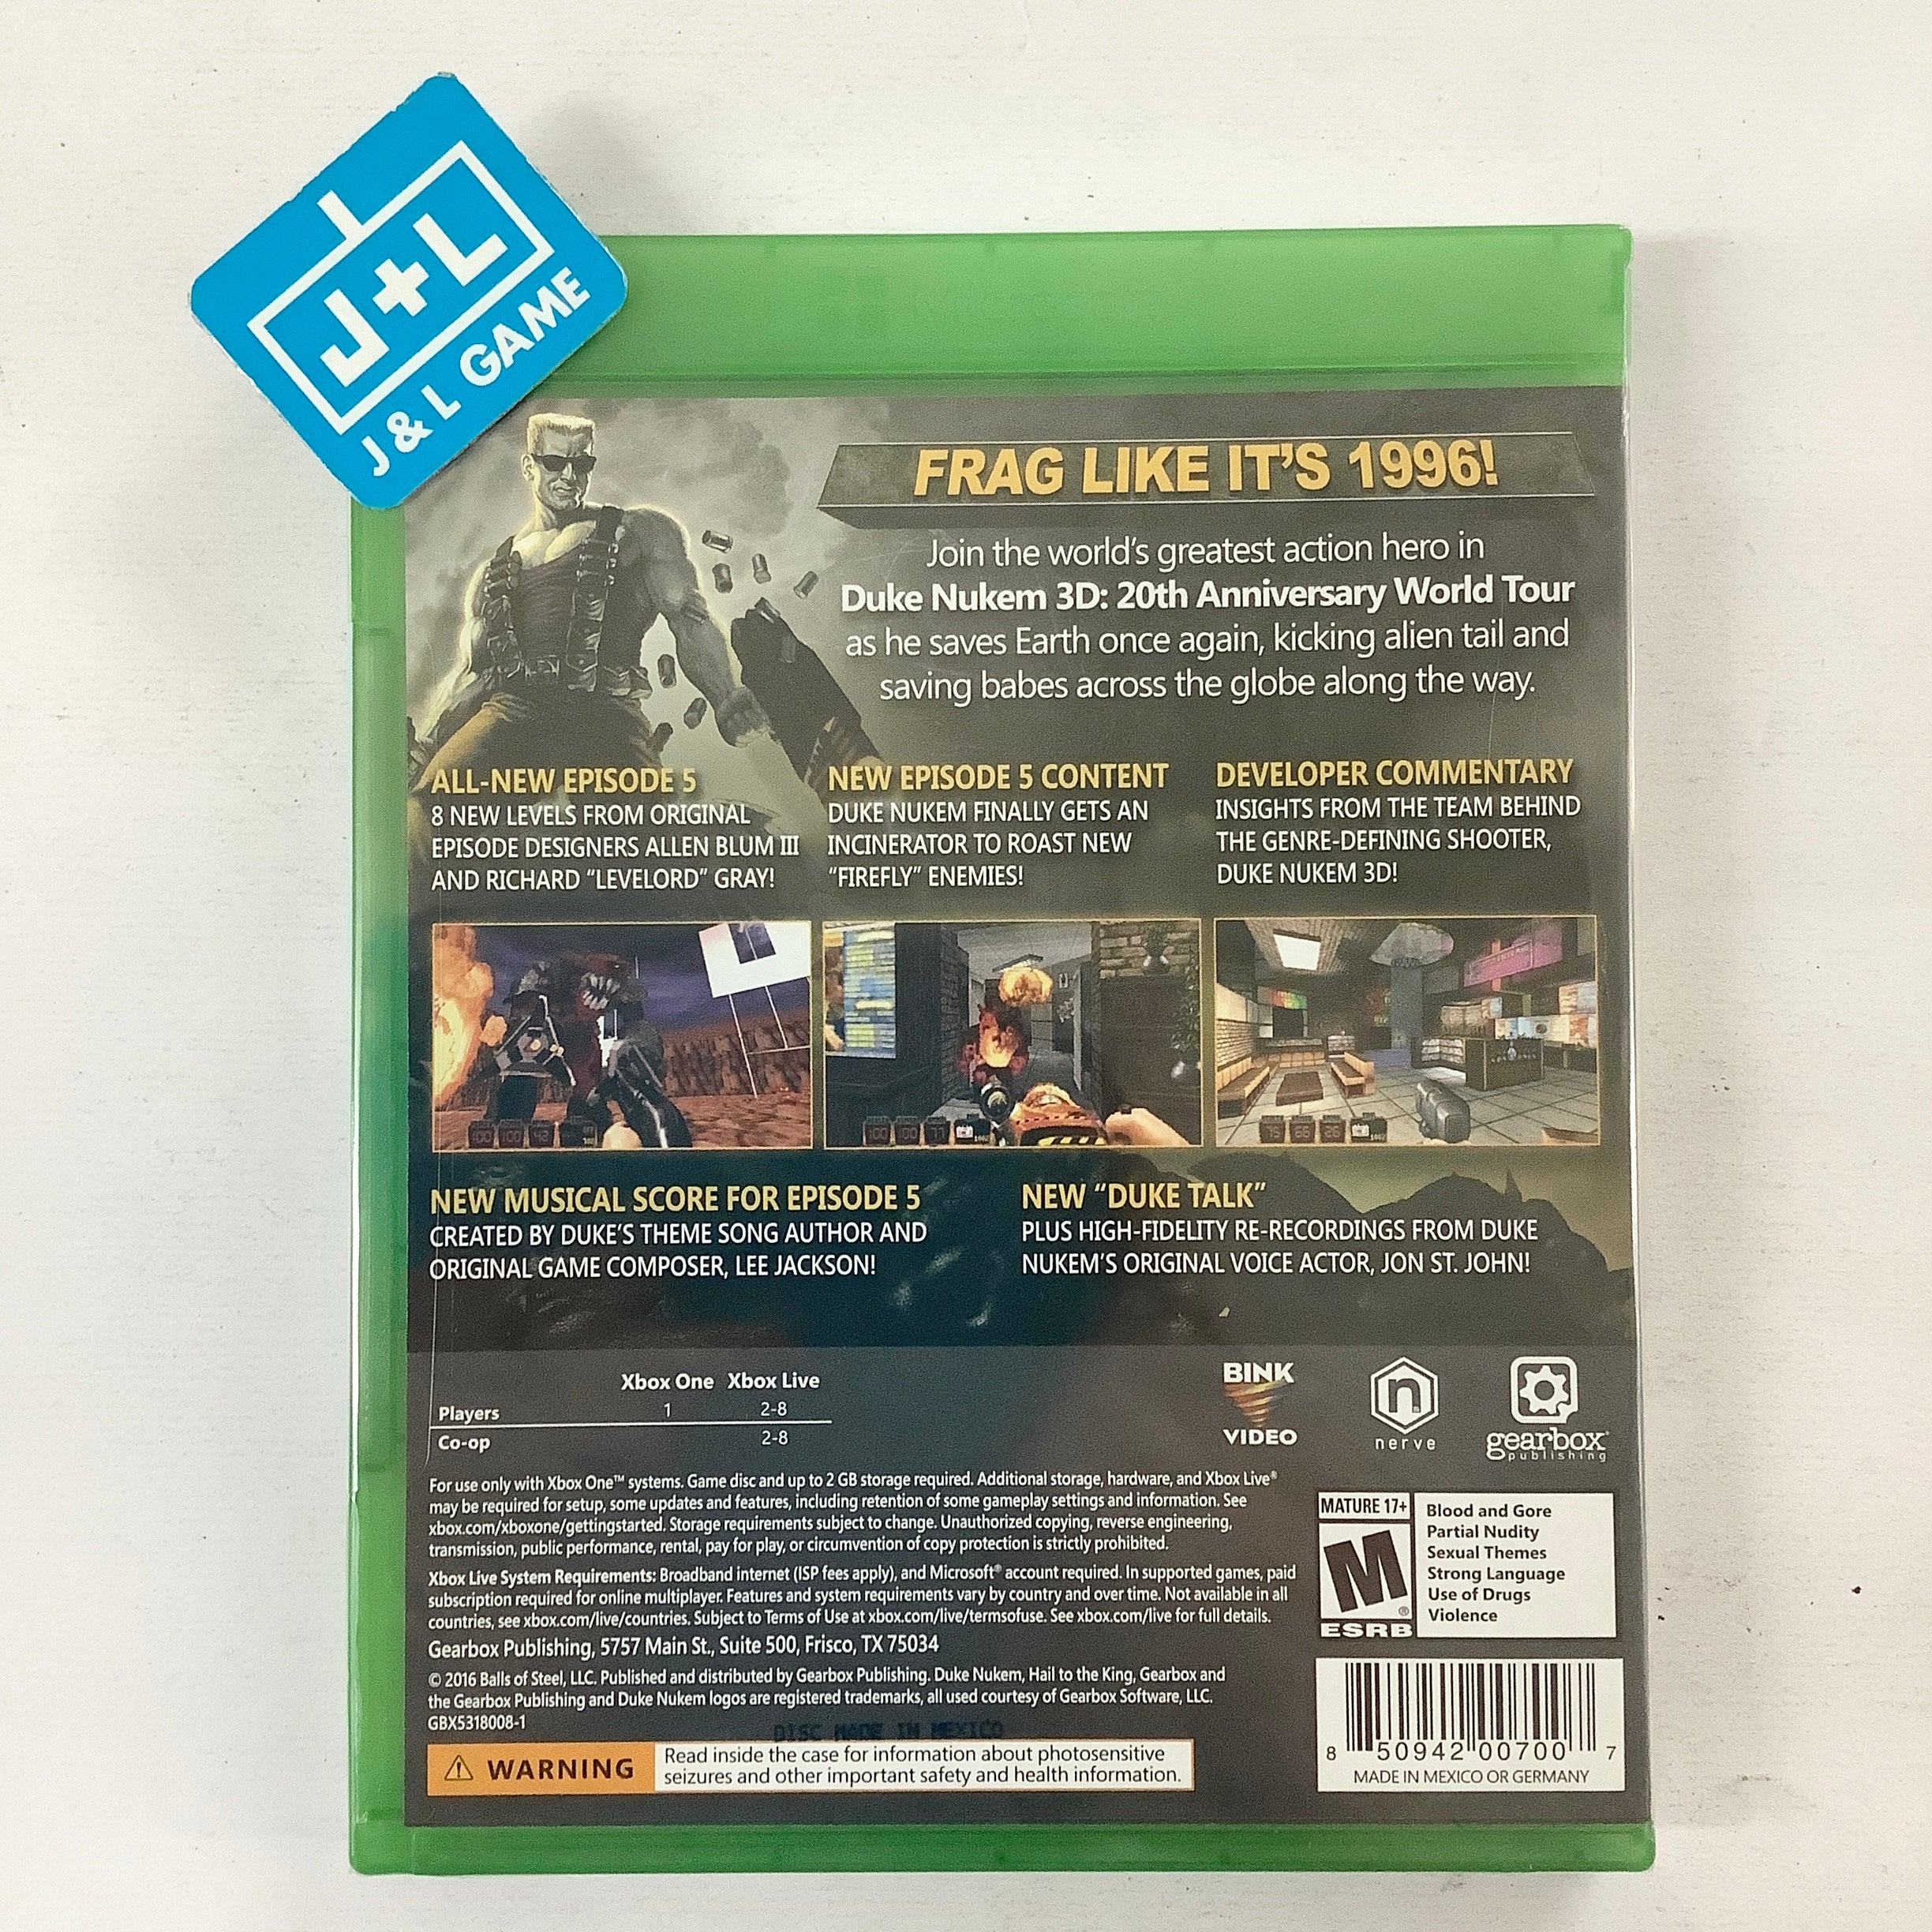 J+L
J & L GAME
FRAG LIKE IT'S 1996!
Join the world's greatest action hero in
Duke Nukem 3D: 20th Anniversary World Tour
as he saves Earth once again, kicking alien tail and
saving babes across the globe along the way.
ALL-NEW EPISODE 5
8 NEW LEVELS FROM ORIGINAL
EPISODE DESIGNERS ALLEN BLUM III
AND RICHARD “LEVELORD” GRAY!
NEW EPISODE 5 CONTENT
DUKE NUKEM FINALLY GETS AN
INCINERATOR TO ROAST NEW
“FIREFLY” ENEMIES!
DEVELOPER COMMENTARY
INSIGHTS FROM THE TEAM BEHIND
THE GENRE-DEFINING SHOOTER,
DUKE NUKEM 3D!
NEW MUSICAL SCORE FOR EPISODE 5
CREATED BY DUKE'S THEME SONG AUTHOR AND
ORIGINAL GAME COMPOSER, LEE JACKSON!
NEW “DUKE TALK”
PLUS HIGH-FIDELITY RE-RECORDINGS FROM DUKE
NUKEM'S ORIGINAL VOICE ACTOR, JON ST. JOHN!
Xbox One Xbox Live
Players 1 2-8
Co-op 2-8
BINK
VIDEO
n
nerve
gearbox
publishing
For use only with Xbox One™ systems. Game disc and up to 2 GB storage required. Additional storage, hardware, and Xbox Live®
may be required for setup, some updates and features, including retention of some gameplay settings and information. See
xbox.com/xboxone/gettingstarted. Storage requirements subject to change. Unauthorized copying, reverse engineering,
transmission, public performance, rental, pay for play, or circumvention of copy protection is strictly prohibited.
Xbox Live System Requirements: Broadband internet (ISP fees apply), and Microsoft® account required. In supported games, paid
subscription required for online multiplayer. Features and system requirements vary by country and over time. Not available in all
countries, see xbox.com/live/countries. Subject to Terms of Use at xbox.com/live/termsofuse. See xbox.com/live for full details.
Gearbox Publishing, 5757 Main St., Suite 500, Frisco, TX 75034
© 2016 Balls of Steel, LLC. Published and distributed by Gearbox Publishing. Duke Nukem, Hail to the King, Gearbox and
the Gearbox Publishing and Duke Nukem logos are registered trademarks, all used courtesy of Gearbox Software, LLC.
GBX5318008-1
DISC MADE IN MEXICO
WARNING
Read inside the case for information about photosensitive
seizures and other important safety and health information.
MATURE 17+
M
®
ESRB
Blood and Gore
Partial Nudity
Sexual Themes
Strong Language
Use of Drugs
Violence
8 50942 00700 7
MADE IN MEXICO OR GERMANY